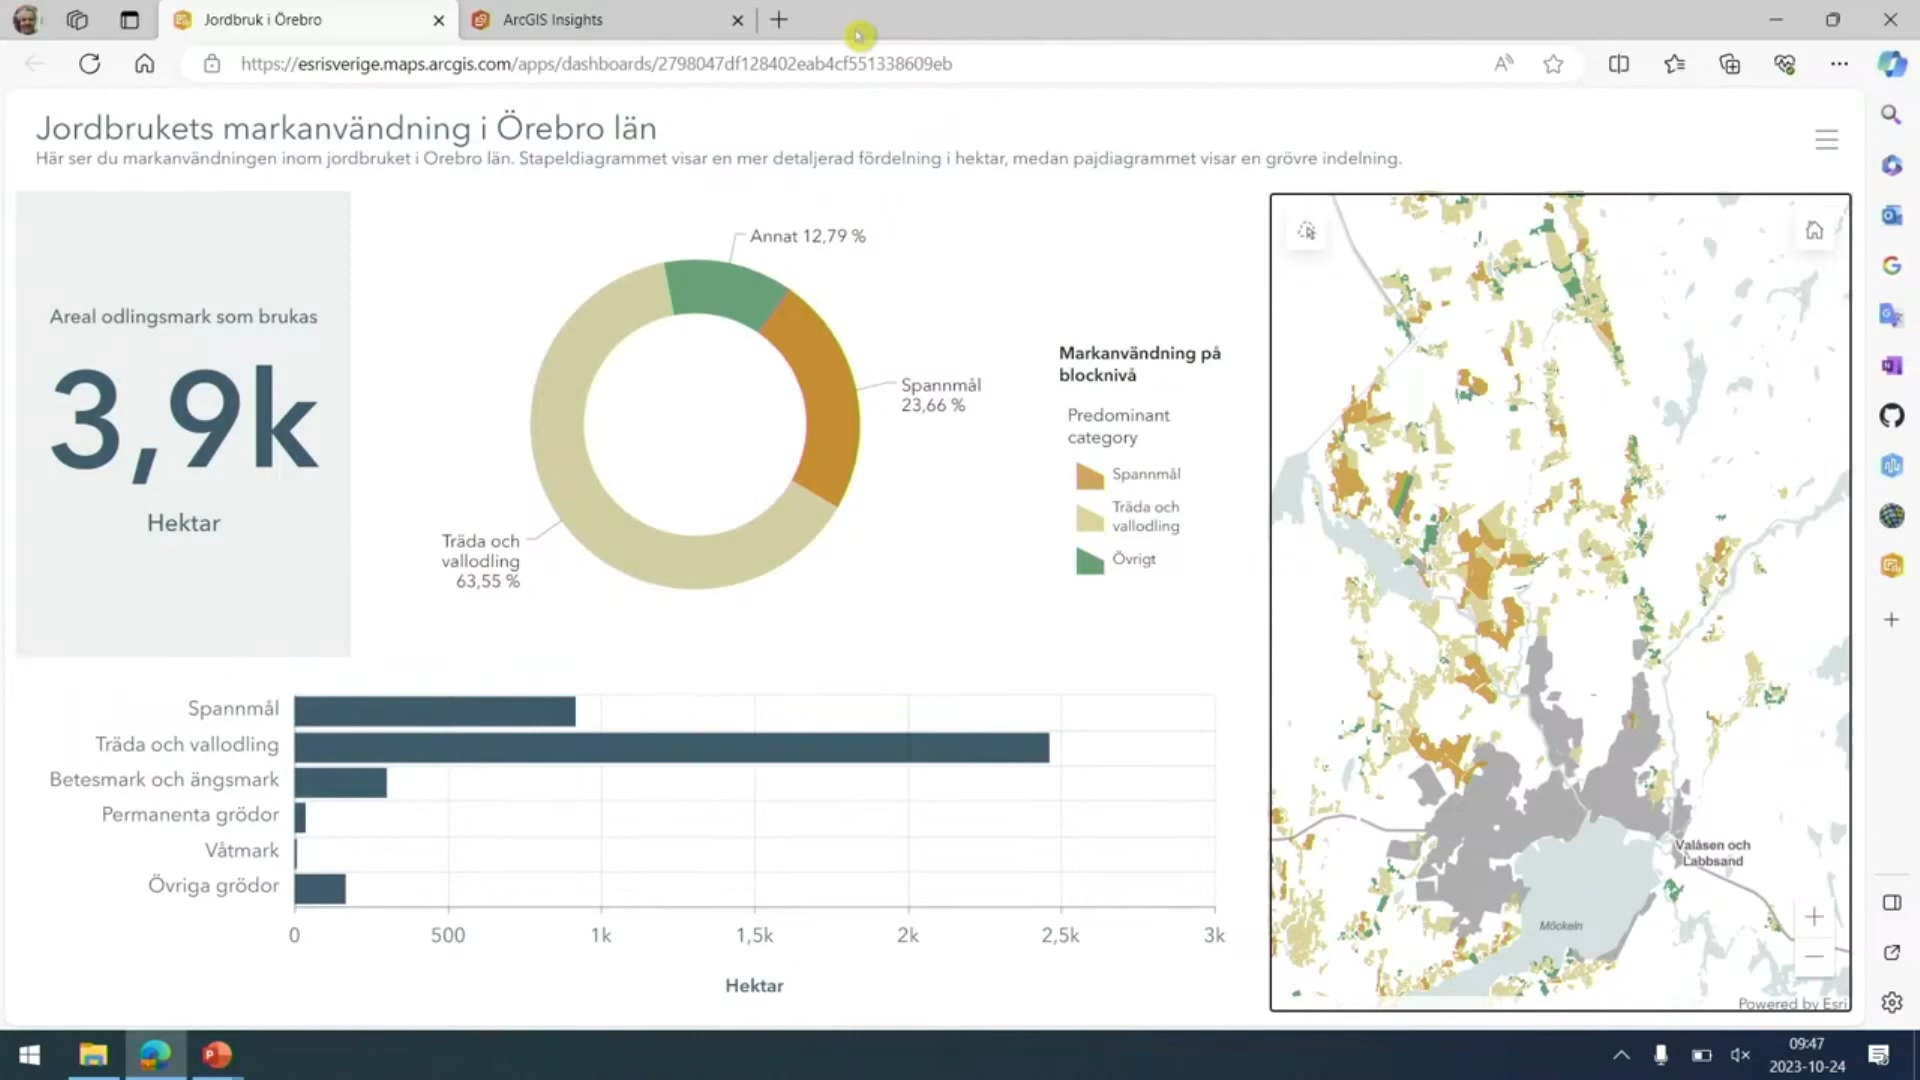 Jordbruk i Örebro
ArcGIS Insights
https://esrisverige.maps.arcgis.com/apps/dashboards/2798047df128402eab4cf551338609eb
Jordbrukets markanvändning i Örebro län
Här ser du markanvändningen inom jordbruket i Örebro län. Stapeldiagrammet visar en mer detaljerad fördelning i hektar, medan pajdiagrammet visar en grövre indelning.
Areal odlingsmark som brukas
3,9k
Hektar
Annat 12,79 %
Spannmål
23,66 %
Träda och
vallodling
63,55 %
Markanvändning på
blocknivå
Predominant
category
Spannmål
Träda och
vallodling
Övrigt
Spannmål
Träda och vallodling
Betesmark och ängsmark
Permanenta grödor
Våtmark
Övriga grödor
0
500
1k
1,5k
2k
2,5k
3k
Hektar
Valåsen och
Labbsand
Möckeln
Powered by Esri
09:47
2023-10-24